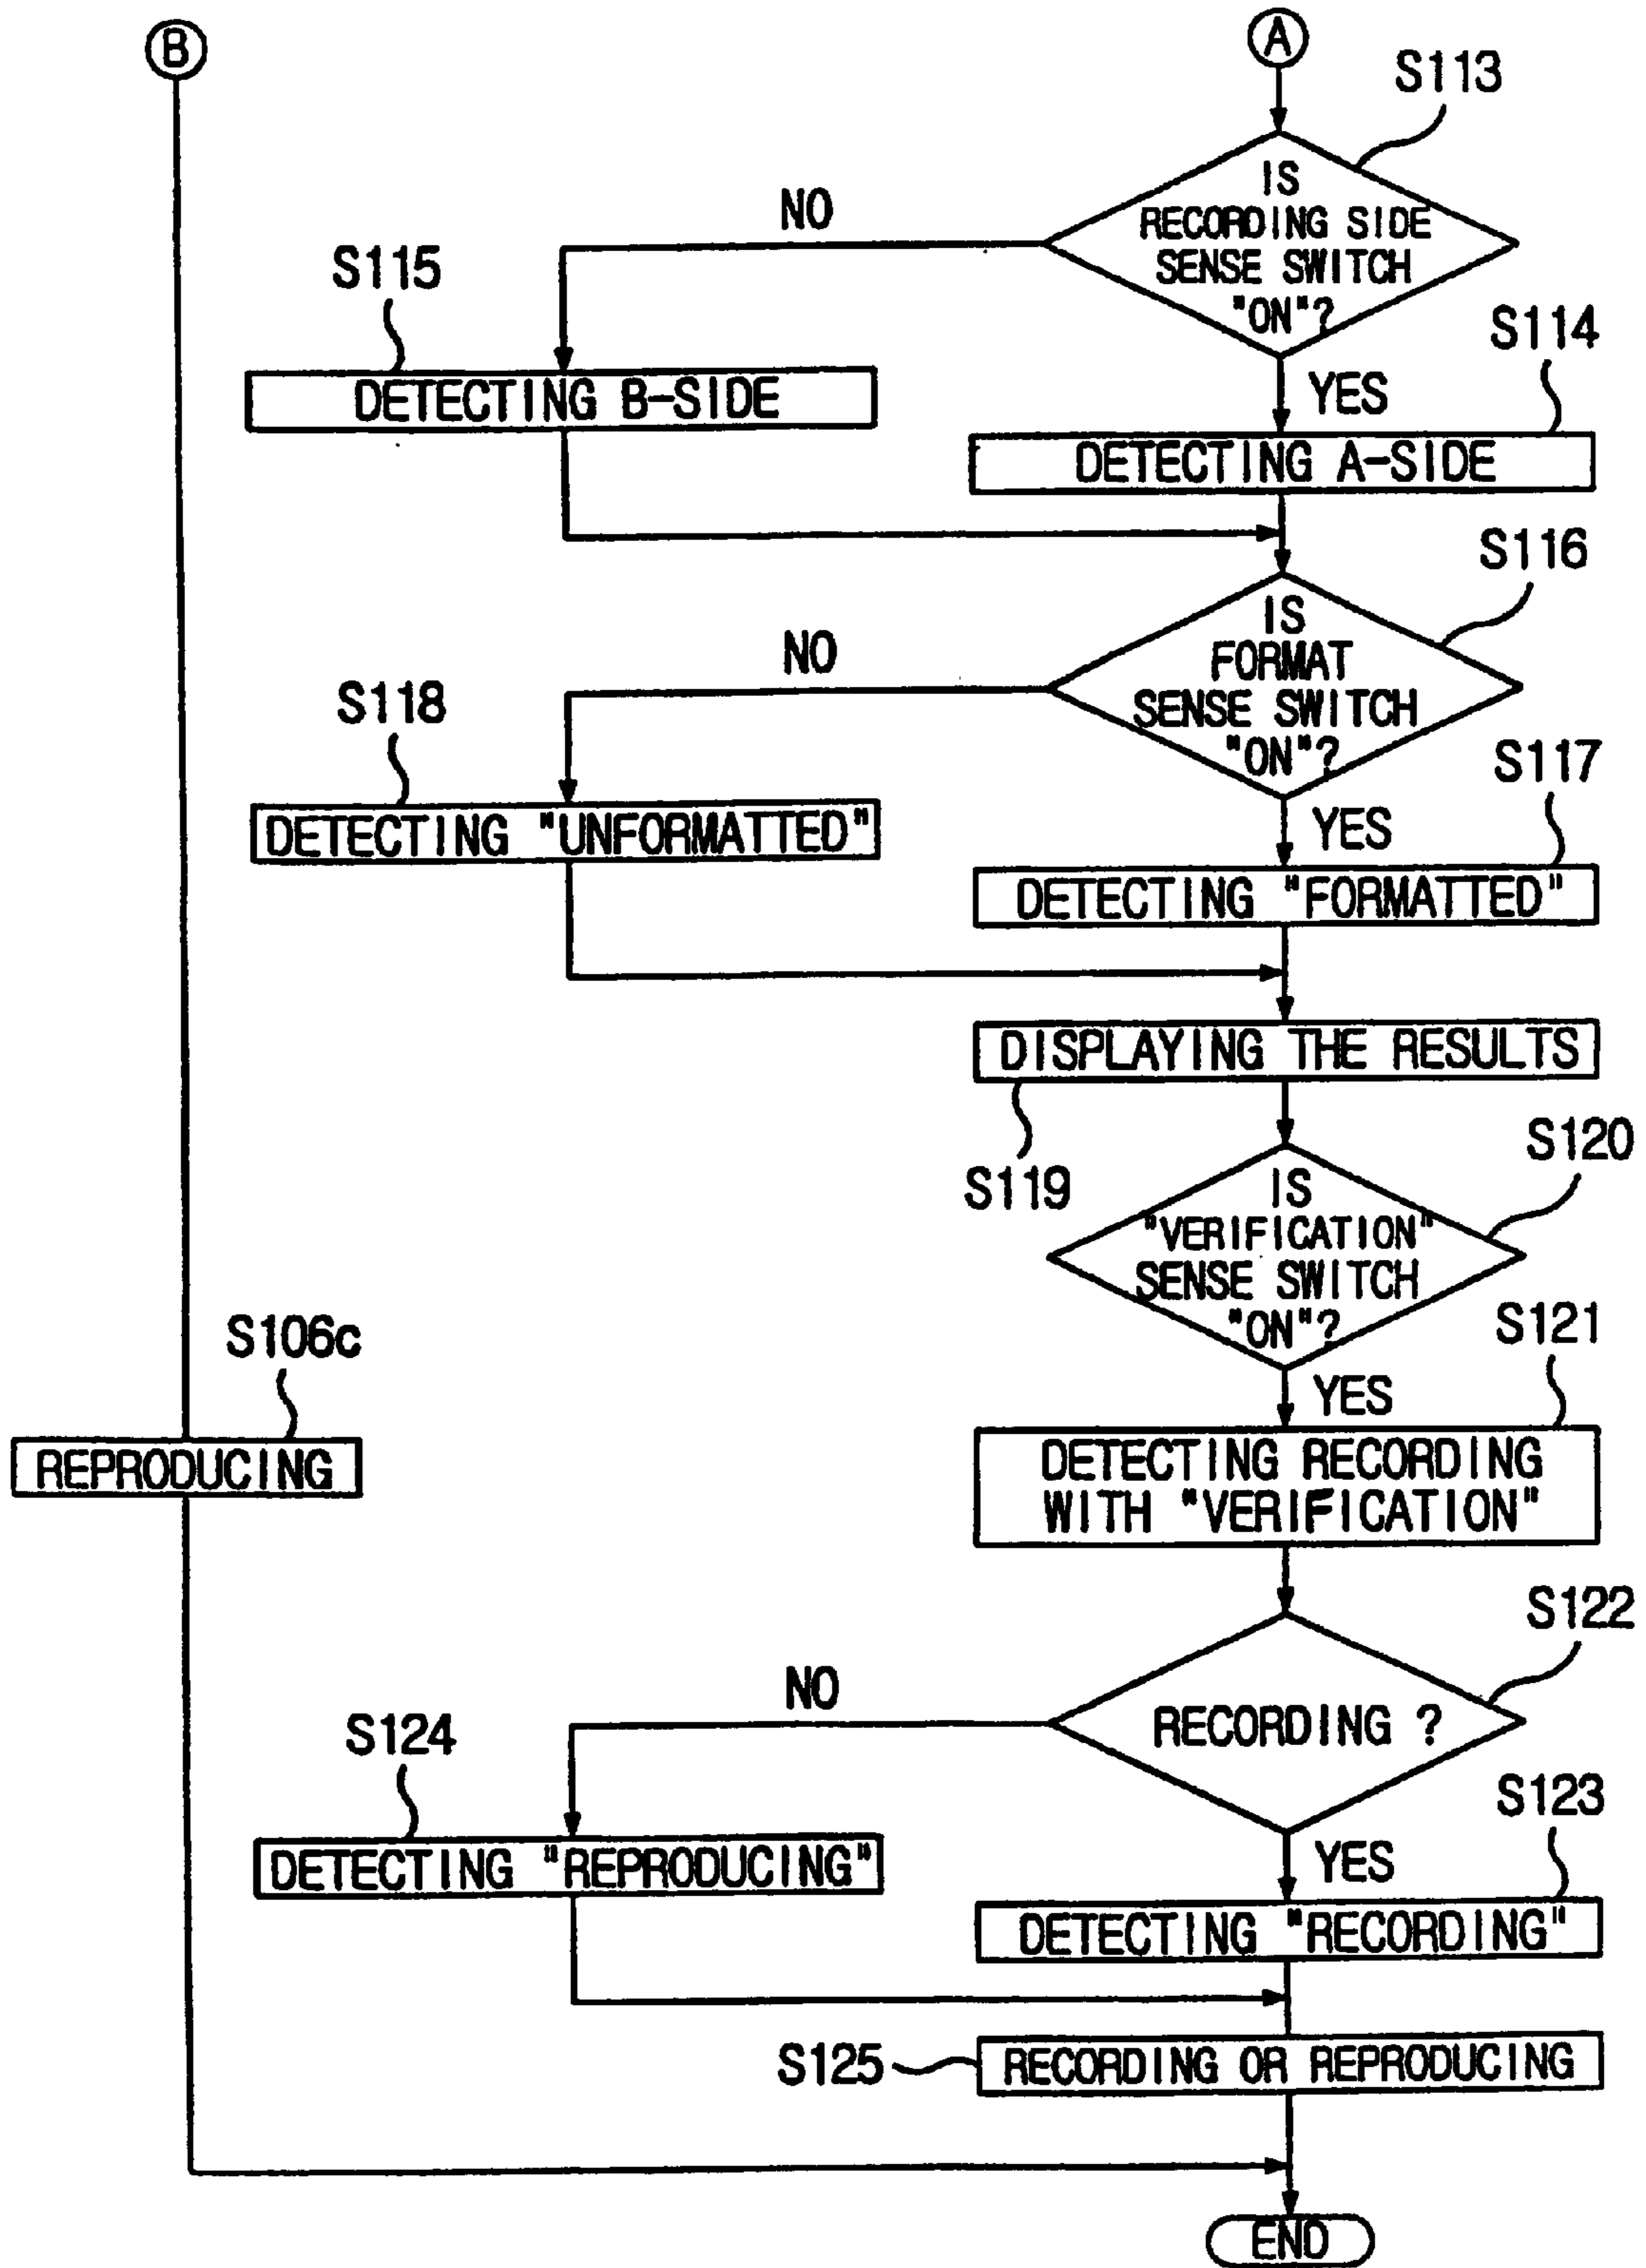 B
A
S113
IS
RECORDING SIDE
SENSE SWITCH
"ON"?
NO
S115
S114
DETECTING B-SIDE
YES
DETECTING A-SIDE
S116
IS
FORMAT
SENSE SWITCH
"ON"?
NO
S118
S117
DETECTING "UNFORMATTED"
YES
DETECTING "FORMATTED"
DISPLAYING THE RESULTS
S119
S120
IS
"VERIFICATION"
SENSE SWITCH
"ON"?
S106c
S121
YES
REPRODUCING
DETECTING RECORDING
WITH "VERIFICATION"
S122
NO
RECORDING ?
S124
S123
DETECTING "REPRODUCING"
YES
DETECTING "RECORDING"
S125
RECORDING OR REPRODUCING
END